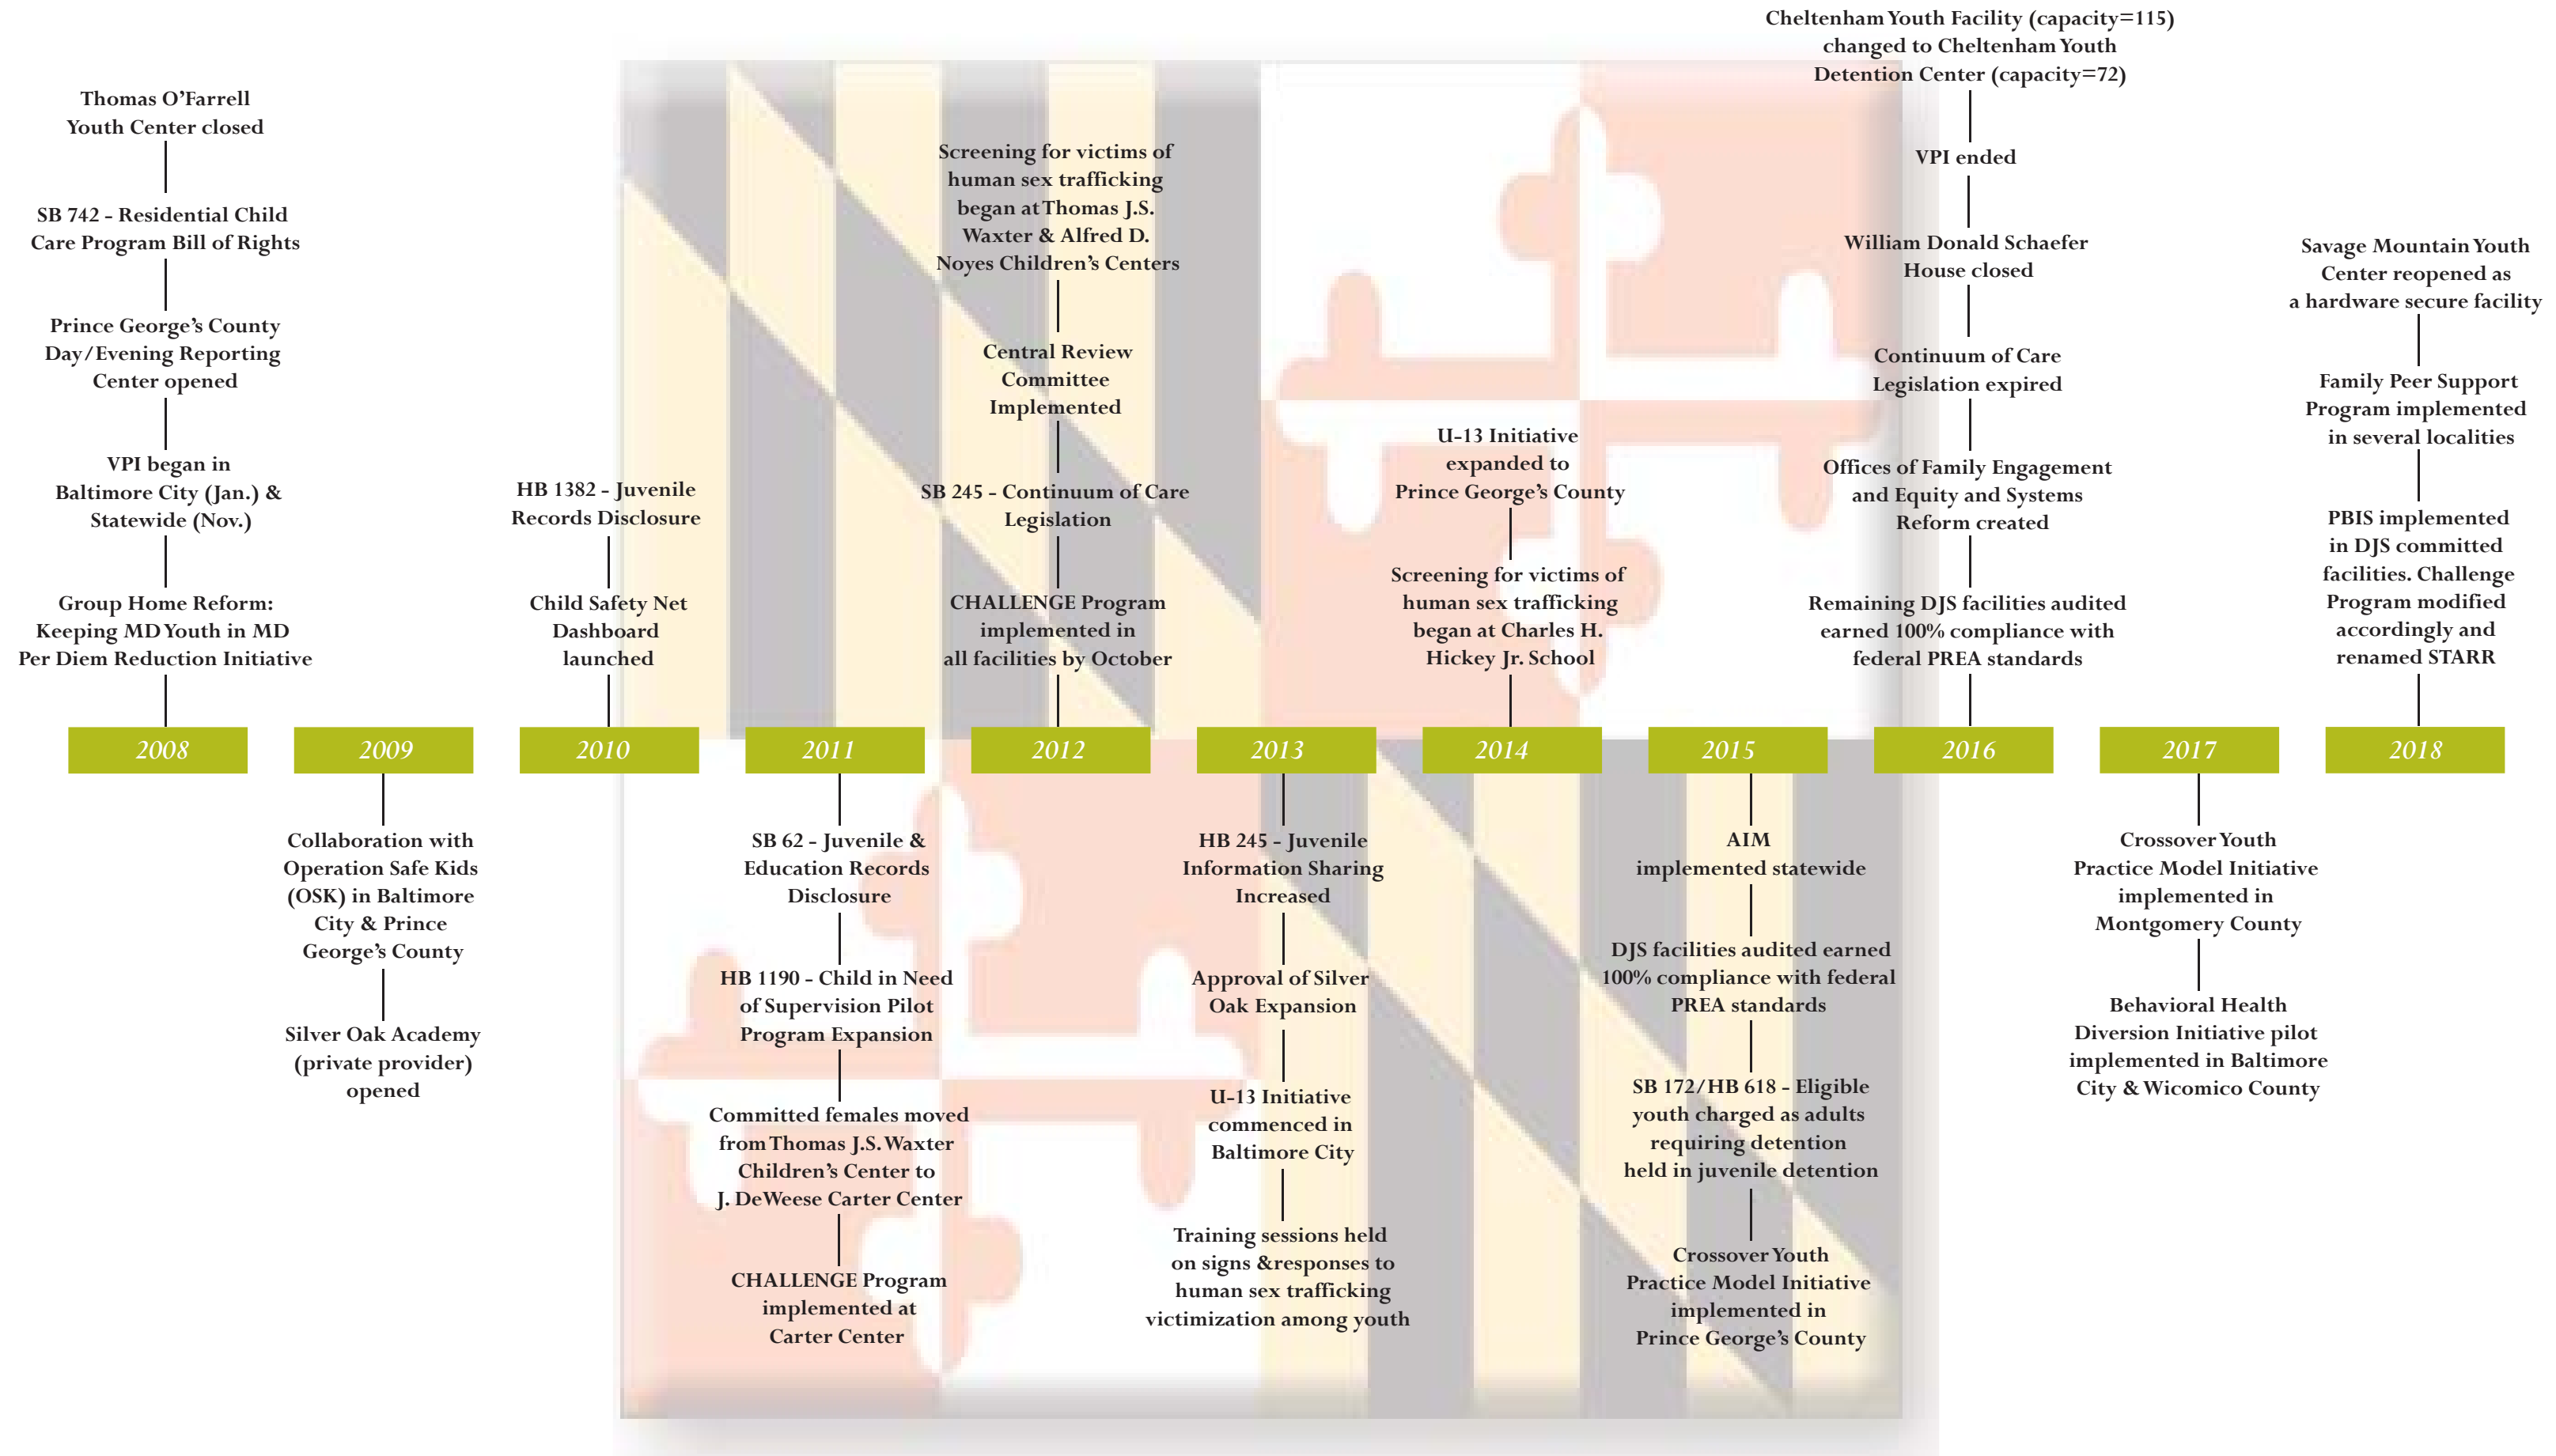 Thomas O’Farrell
Youth Center closed
SB 742 - Residential Child
Care Program Bill of Rights
Prince George’s County
Day/Evening Reporting
Center opened
VPI began in
Baltimore City (Jan.) &
Statewide (Nov.)
Group Home Reform:
Keeping MD Youth in MD
Per Diem Reduction Initiative
2008
2009
Collaboration with
Operation Safe Kids
(OSK) in Baltimore
City & Prince
George’s County
Silver Oak Academy
(private provider)
opened
HB 1382 - Juvenile
Records Disclosure
Child Safety Net
Dashboard
launched
2010
2011
SB 62 - Juvenile &
Education Records
Disclosure
HB 1190 - Child in Need
of Supervision Pilot
Program Expansion
Committed females moved
from Thomas J.S. Waxter
Children’s Center to
J. DeWeese Carter Center
CHALLENGE Program
implemented at
Carter Center
Screening for victims of
human sex trafficking
began at Thomas J.S.
Waxter & Alfred D.
Noyes Children’s Centers
Central Review
Committee
Implemented
SB 245 - Continuum of Care
Legislation
CHALLENGE Program
implemented in
all facilities by October
2012
2013
HB 245 - Juvenile
Information Sharing
Increased
Approval of Silver
Oak Expansion
U-13 Initiative
commenced in
Baltimore City
Training sessions held
on signs &responses to
human sex trafficking
victimization among youth
U-13 Initiative
expanded to
Prince George’s County
Screening for victims of
human sex trafficking
began at Charles H.
Hickey Jr. School
2014
2015
AIM
implemented statewide
DJS facilities audited earned
100% compliance with federal
PREA standards
SB 172/HB 618 - Eligible
youth charged as adults
requiring detention
held in juvenile detention
Crossover Youth
Practice Model Initiative
implemented in
Prince George’s County
Cheltenham Youth Facility (capacity=115)
changed to Cheltenham Youth
Detention Center (capacity=72)
VPI ended
William Donald Schaefer
House closed
Continuum of Care
Legislation expired
Offices of Family Engagement
and Equity and Systems
Reform created
Remaining DJS facilities audited
earned 100% compliance with
federal PREA standards
2016
2017
Crossover Youth
Practice Model Initiative
implemented in
Montgomery County
Behavioral Health
Diversion Initiative pilot
implemented in Baltimore
City & Wicomico County
Savage Mountain Youth
Center reopened as
a hardware secure facility
Family Peer Support
Program implemented
in several localities
PBIS implemented
in DJS committed
facilities. Challenge
Program modified
accordingly and
renamed STARR
2018